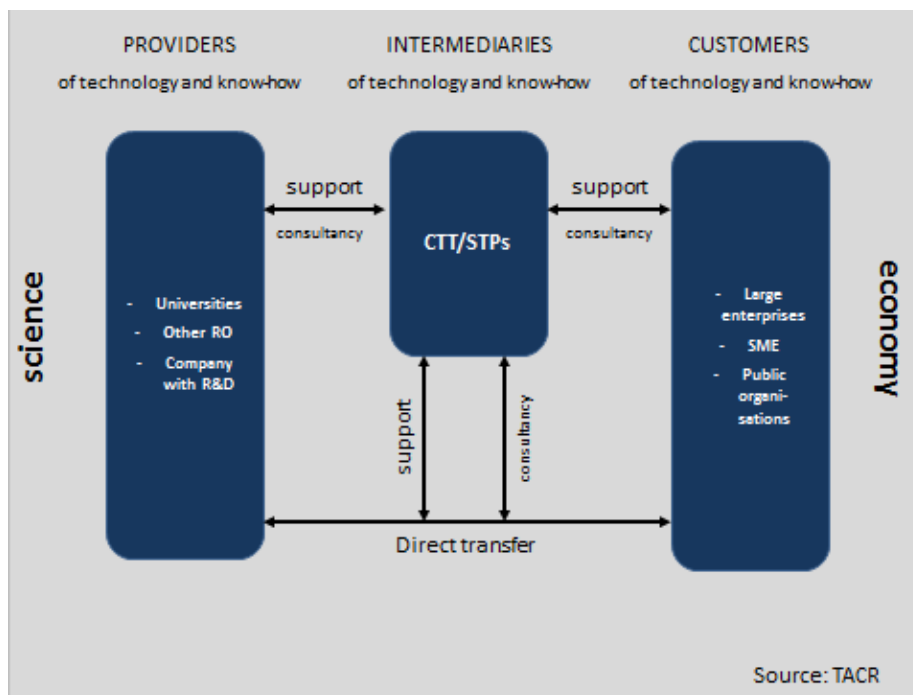 PROVIDERS
of technology and know-how
INTERMEDIARIES
of technology and know-how
CUSTOMERS
of technology and know-how
science
- Universities
- Other RO
- Company
with R&D
support
consultancy
CTT/STPs
support
consultancy
- Large
enterprises
- SME
- Public
organi-
sations
economy
support
consultancy
Direct transfer
Source: TACR